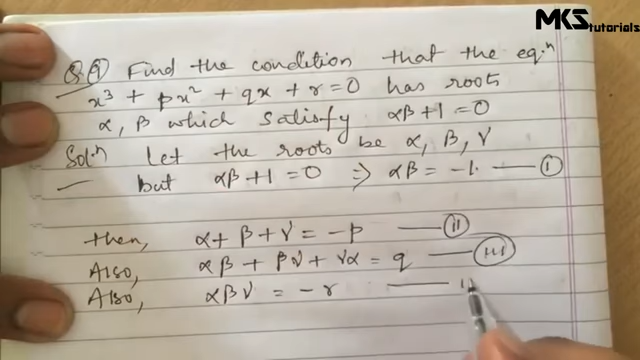 MKS tutorials
Q.① Find the condition that the eq.ⁿ
x³ + px² + qx + r = 0 has roots
α, β which satisfy αβ+1 = 0
Sol.ⁿ Let the roots be α, β, γ
but αβ+1 = 0 ⇒ αβ = -1. —— Ⓘ
then, α + β + γ = -p —— (II)
Also, αβ + βγ + γα = q —— (III)
Also, αβγ = -r ——